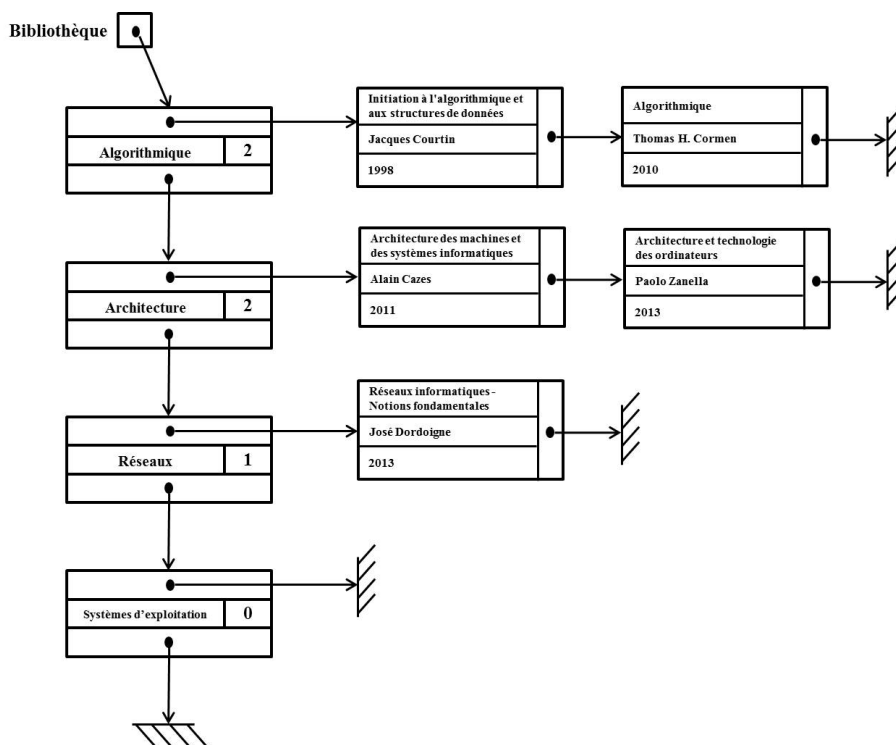 Bibliothèque
Initiation à l'algorithmique et
aux structures de données
Jacques Courtin
1998
Algorithmique
Thomas H. Cormen
2010
Algorithmique 2
Architecture des machines et
des systèmes informatiques
Alain Cazes
2011
Architecture et technologie
des ordinateurs
Paolo Zanella
2013
Architecture 2
Réseaux informatiques -
Notions fondamentales
José Dordoigne
2013
Réseaux 1
Systèmes d'exploitation 0